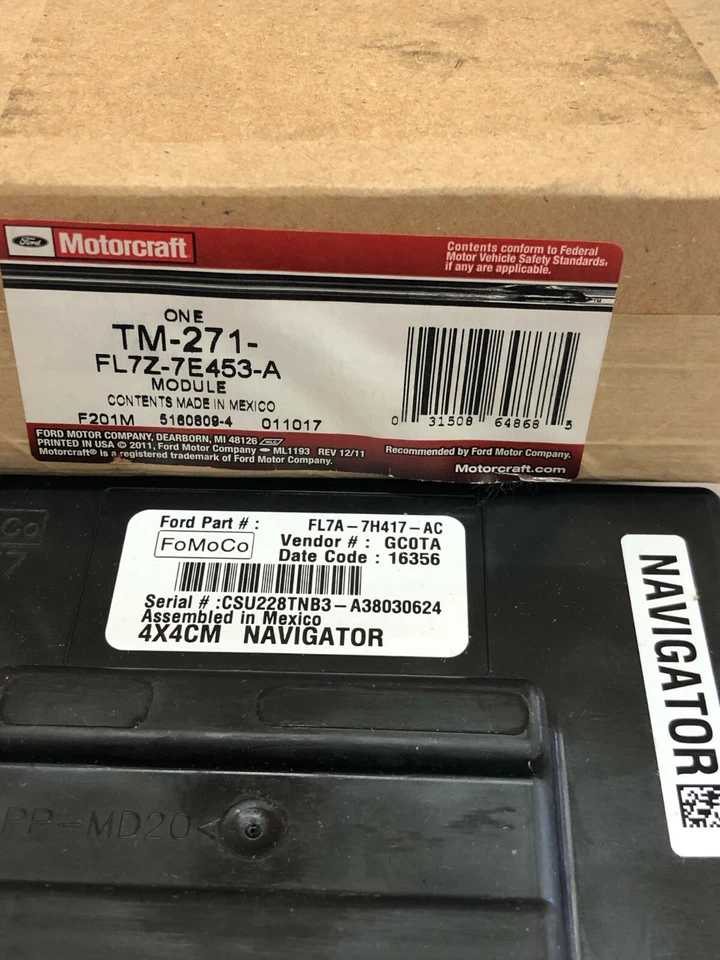 Ford Motorcraft
Contents conform to Federal
Motor Vehicle Safety Standards,
if any are applicable.
TM
ONE
TM-271-
FL7Z-7E453-A
MODULE
CONTENTS MADE IN MEXICO
F201M 5160809-4 011017
0 31508 64868 5
FORD MOTOR COMPANY, DEARBORN, MI 48126
PRINTED IN USA © 2011, Ford Motor Company ML1193 REV 12/11
Motorcraft® is a registered trademark of Ford Motor Company.
Recommended by Ford Motor Company.
Motorcraft.com
Co
7
Ford Part # : FL7A-7H417-AC
FoMoCo Vendor # : GC0TA
Date Code : 16356
Serial # :CSU228TNB3-A38030624
Assembled in Mexico
4X4CM NAVIGATOR
NAVIGATOR
PP-MD20<